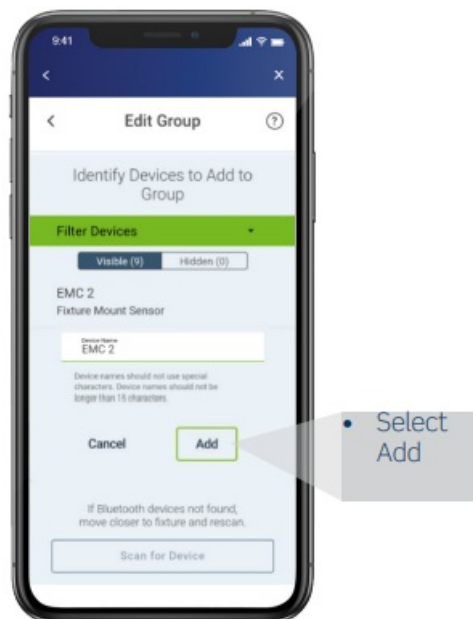 9:41
Edit Group
Identify Devices to Add to
Group
Filter Devices
Visible (9) Hidden (0)
EMC 2
Fixture Mount Sensor
Device Name
EMC 2
Device names should not use special
characters. Device names should not be
longer than 15 characters.
Cancel Add
If Bluetooth devices not found,
move closer to fixture and rescan.
Scan for Device
• Select
Add